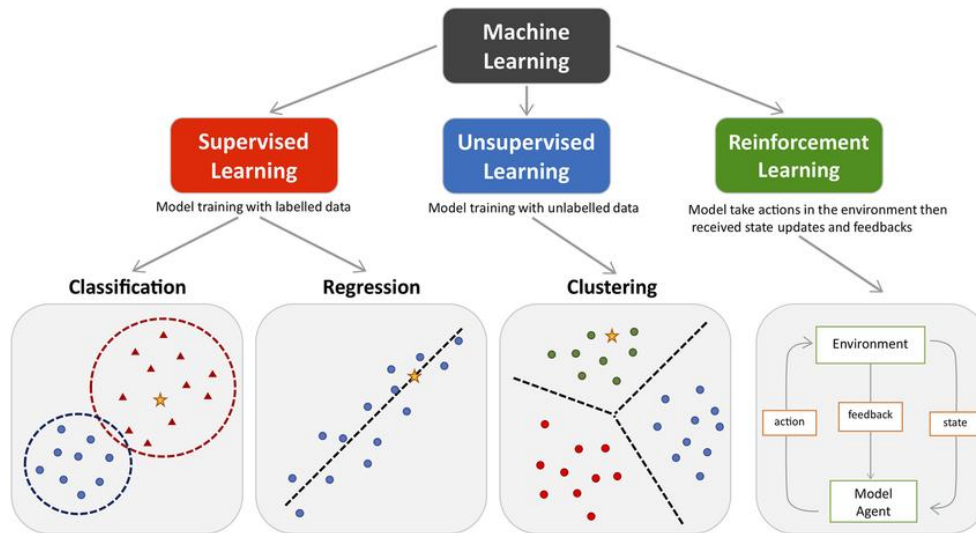 Machine
Learning
Supervised
Learning
Unsupervised
Learning
Reinforcement
Learning
Model training with labelled data
Model training with unlabelled data
Model take actions in the environment then
received state updates and feedbacks
Classification
Regression
Clustering
Environment
action
feedback
state
Model
Agent